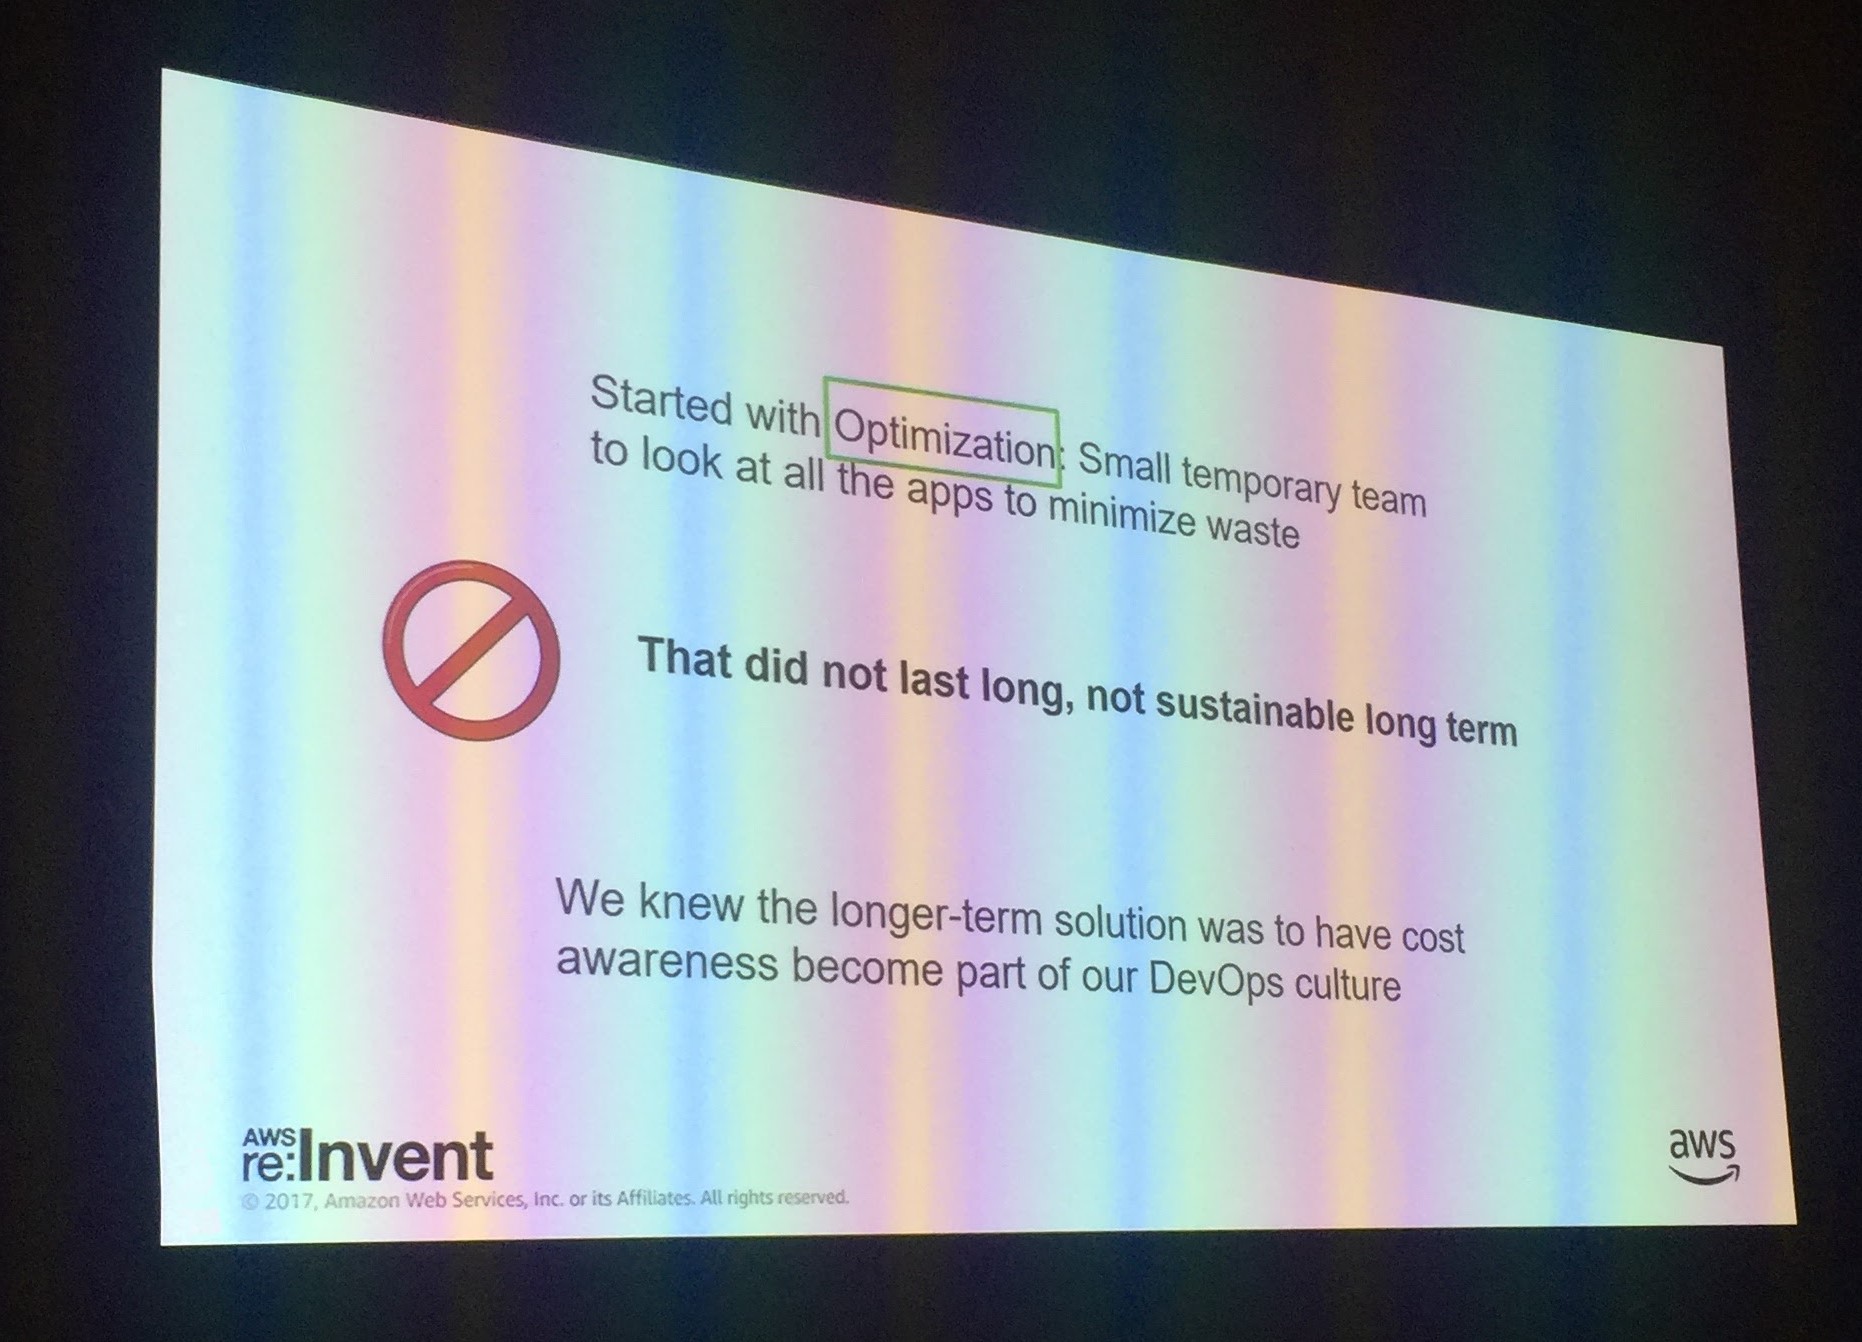 Started with Optimization: Small temporary team
to look at all the apps to minimize waste
That did not last long, not sustainable long term
We knew the longer-term solution was to have cost
awareness become part of our DevOps culture
AWS
re:Invent
© 2017, Amazon Web Services, Inc. or its Affiliates. All rights reserved.
aws